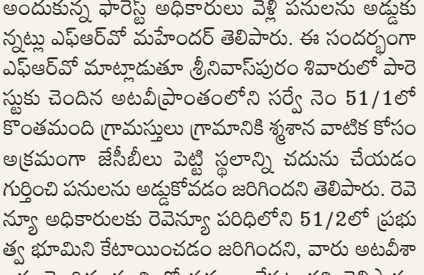 అందుకున్న ఫారెస్ట్ అధికారులు వెళ్లి పనులను అడ్డుకు
న్నట్లు ఎఫ్ఆర్‌వో మహేందర్ తెలిపారు. ఈ సందర్భంగా
ఎఫ్ఆర్‌వో మాట్లాడుతూ శ్రీనివాస్‌పురం శివారులో పారె
స్టుకు చెందిన అటవీప్రాంతంలోని సర్వే నెం 51/1లో
కొంతమంది గ్రామస్తులు గ్రామానికి శ్మశాన వాటిక కోసం
అక్రమంగా జేసీబీలు పెట్టి స్థలాన్ని చదును చేయడం
గుర్తించి పనులను అడ్డుకోవడం జరిగిందని తెలిపారు. రెవె
న్యూ అధికారులకు రెవెన్యూ పరిధిలోని 51/2లో ప్రభు
త్వ భూమిని కేటాయించడం జరిగిందని, వారు అటవీశా